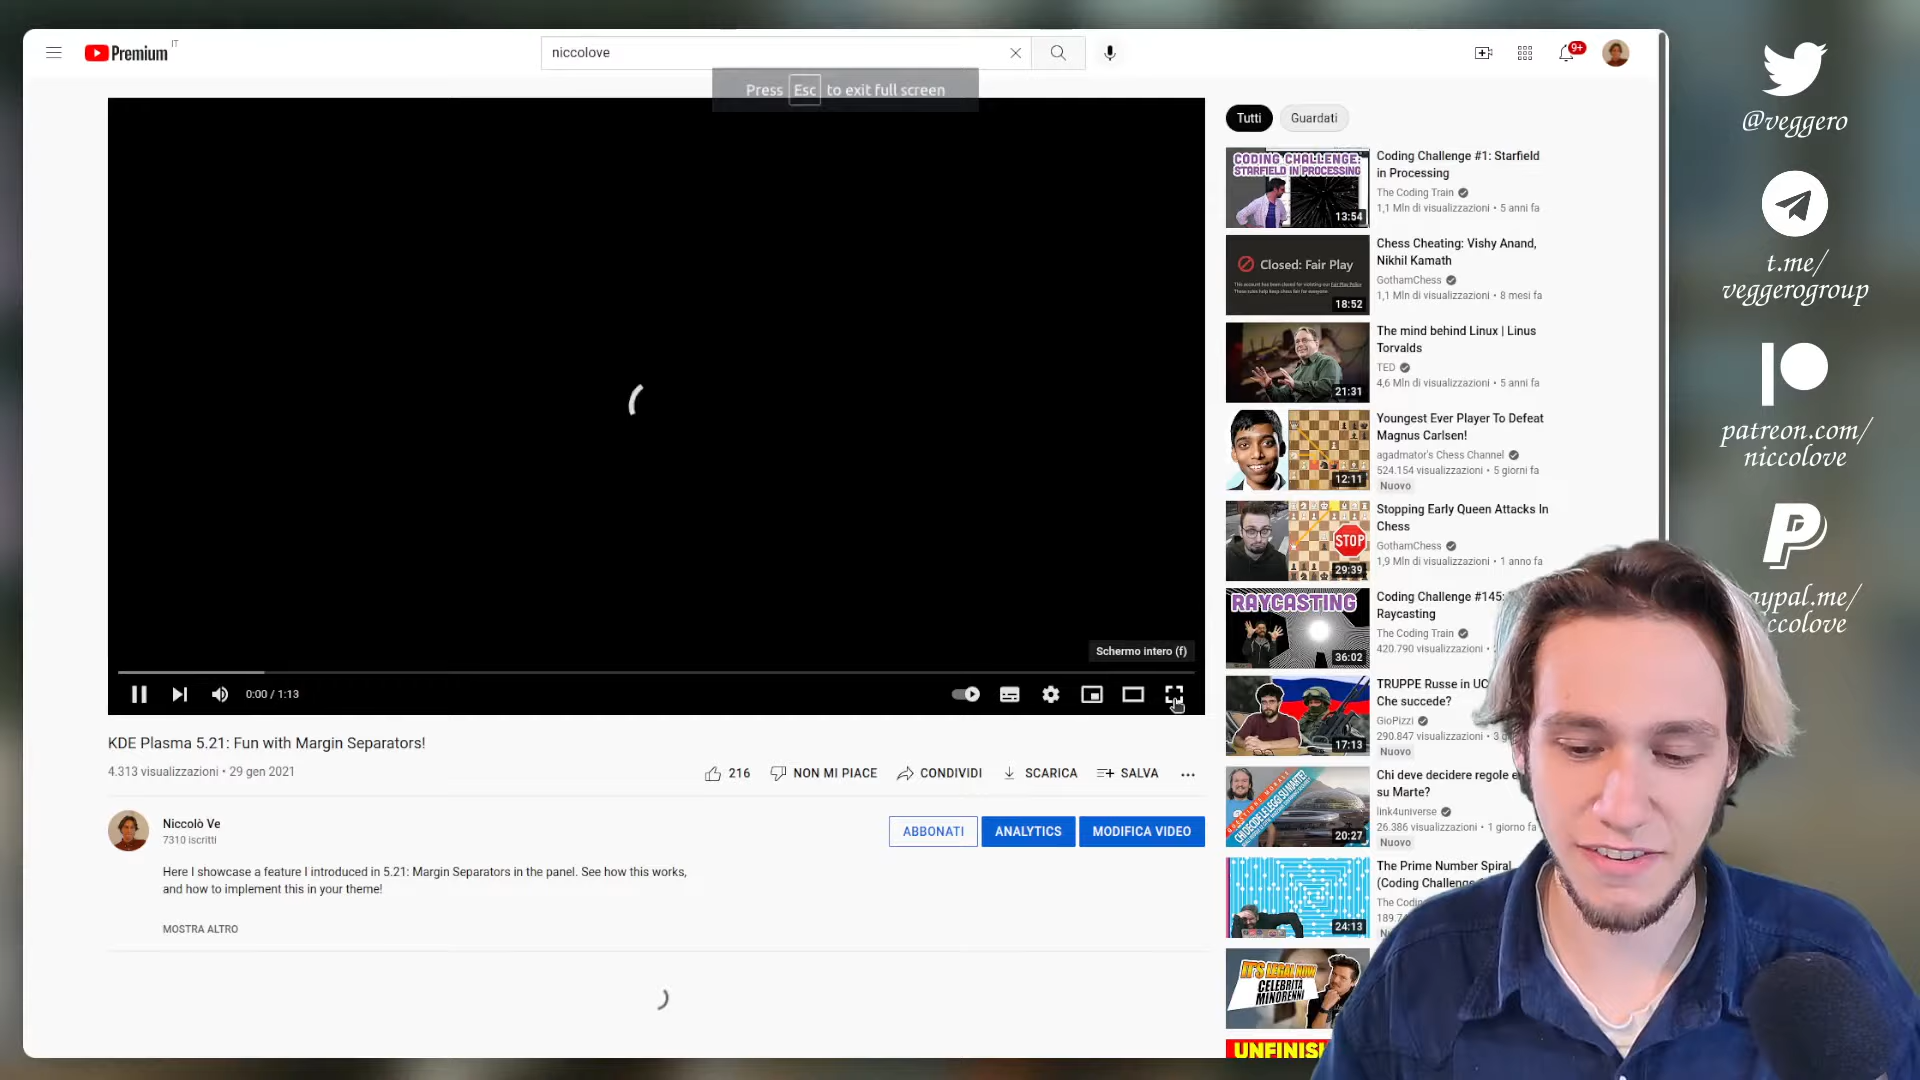 Premium IT
niccolove
9+
Press Esc to exit full screen
Schermo intero (f)
0:00 / 1:13
KDE Plasma 5.21: Fun with Margin Separators!
4.313 visualizzazioni • 29 gen 2021
216
NON MI PIACE
CONDIVIDI
SCARICA
SALVA
Niccolò Ve
7310 iscritti
ABBONATI
ANALYTICS
MODIFICA VIDEO
Here I showcase a feature I introduced in 5.21: Margin Separators in the panel. See how this works,
and how to implement this in your theme!
MOSTRA ALTRO
Tutti
Guardati
CODING CHALLENGE:
STARFIELD IN PROCESSING
13:54
Coding Challenge #1: Starfield
in Processing
The Coding Train
1,1 Mln di visualizzazioni • 5 anni fa
Closed: Fair Play
18:52
Chess Cheating: Vishy Anand,
Nikhil Kamath
GothamChess
1,1 Mln di visualizzazioni • 8 mesi fa
21:31
The mind behind Linux | Linus
Torvalds
TED
4,6 Mln di visualizzazioni • 5 anni fa
12:11
Youngest Ever Player To Defeat
Magnus Carlsen!
agadmator's Chess Channel
524.154 visualizzazioni • 5 giorni fa
Nuovo
STOP
29:39
Stopping Early Queen Attacks In
Chess
GothamChess
1,9 Mln di visualizzazioni • 1 anno fa
RAYCASTING
36:02
Coding Challenge #145:
Raycasting
The Coding Train
420.790 visualizzazioni •
17:13
TRUPPE Russe in UC
Che succede?
GioPizzi
290.847 visualizzazioni • 3 g
Nuovo
20:27
Chi deve decidere regole e
su Marte?
link4universe
26.386 visualizzazioni • 1 giorno fa
Nuovo
24:13
The Prime Number Spiral
(Coding Challenge
The Coding
189.7
IT'S LEGAL NOW
CELEBRITÀ
MINORENNI
UNFINIS
@veggero
t.me/
veggerogroup
patreon.com/
niccolove
aypal.me/
ccolove